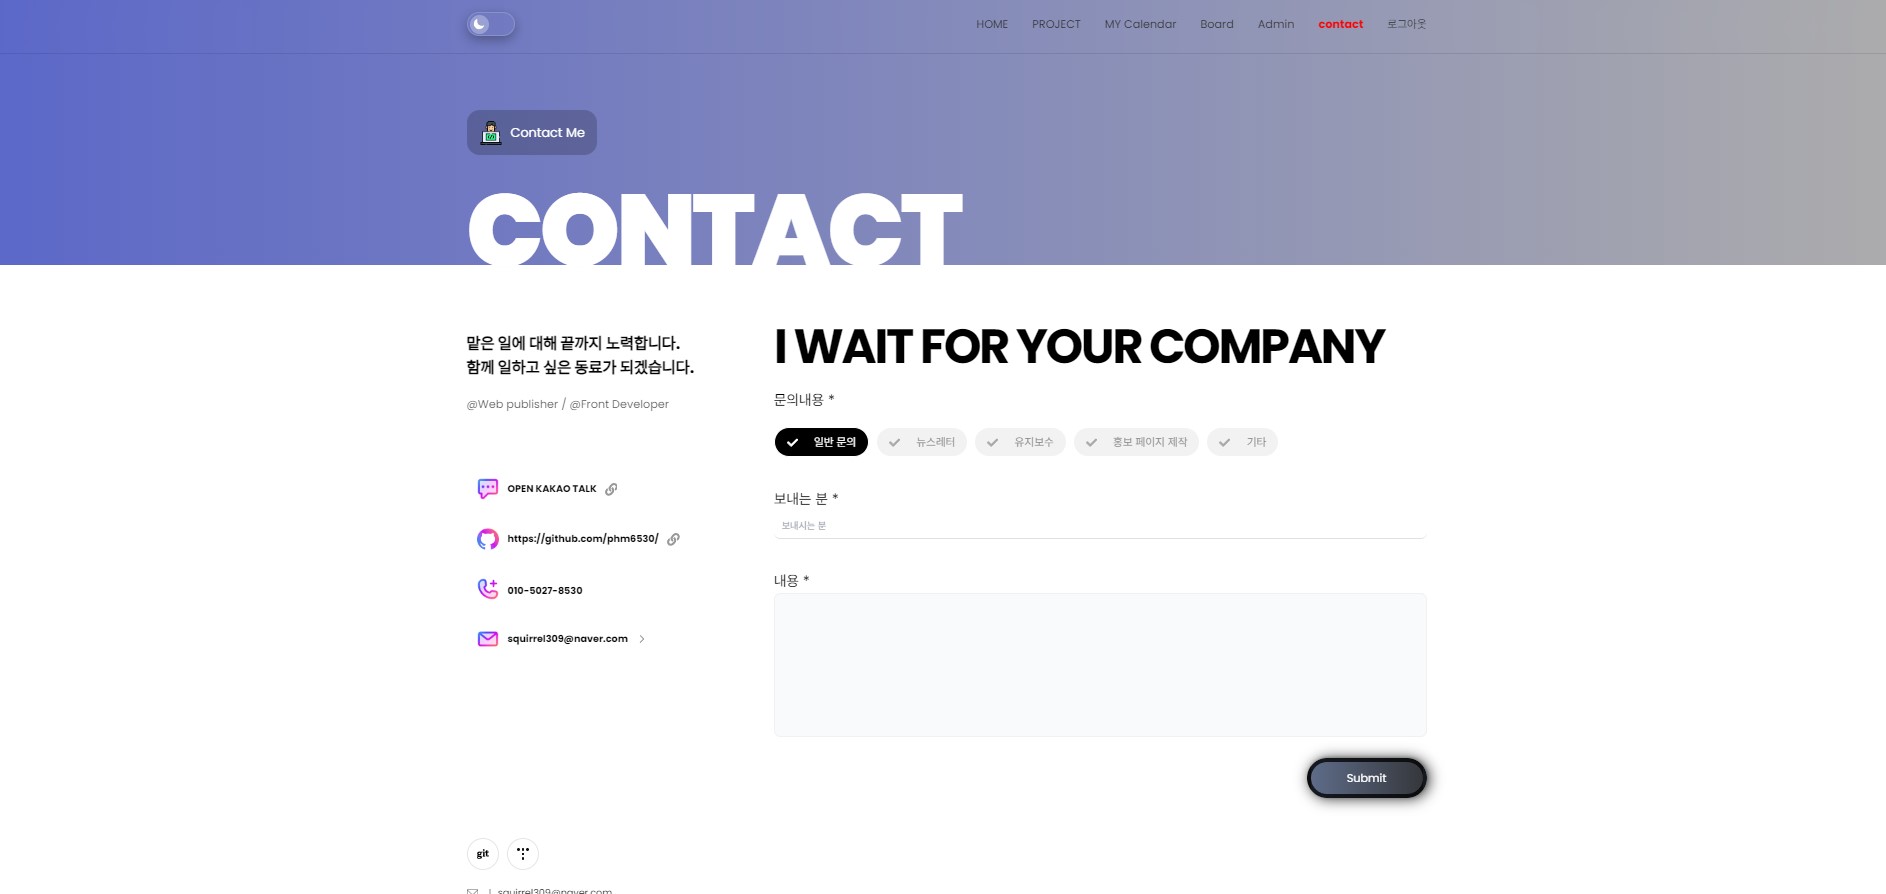 HOME PROJECT MY Calendar Board Admin contact 로그아웃
Contact Me
CONTACT
맡은 일에 대해 끝까지 노력합니다.
함께 일하고 싶은 동료가 되겠습니다.
@Web publisher / @Front Developer
OPEN KAKAO TALK
https://github.com/phm6530/
010-5027-8530
squirrel309@naver.com
I WAIT FOR YOUR COMPANY
문의내용 *
일반 문의 뉴스레터 유지보수 홍보 페이지 제작 기타
보내는 분 *
보내시는 분
내용 *
Submit
git
squirrel309@naver.com